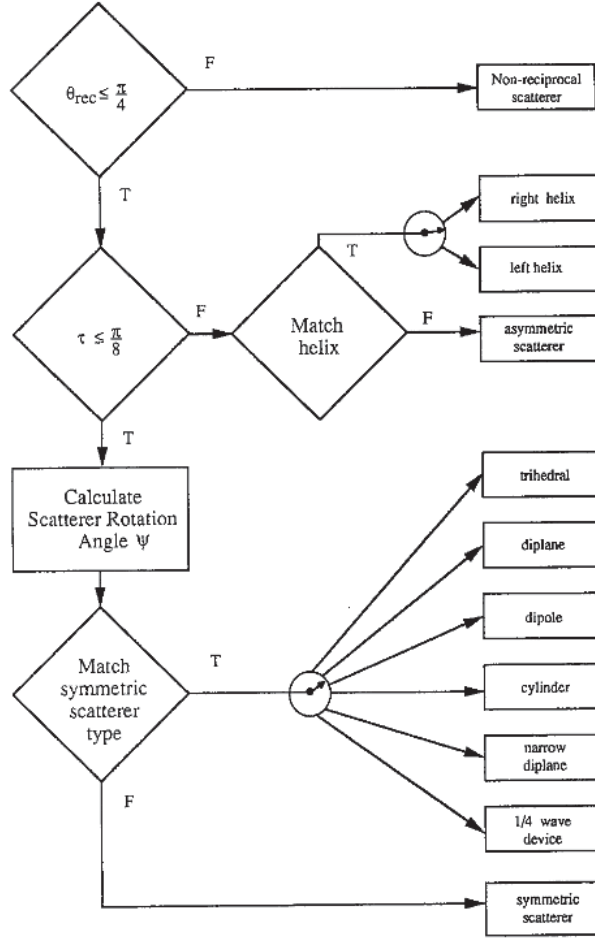 F
θrec ≤ π/4
Non-reciprocal
scatterer
T
right helix
T
left helix
τ ≤ π/8
F
Match
helix
F
asymmetric
scatterer
T
Calculate
Scatterer Rotation
Angle Ψ
trihedral
diplane
dipole
Match
symmetric
scatterer
type
T
cylinder
narrow
diplane
F
1/4 wave
device
symmetric
scatterer